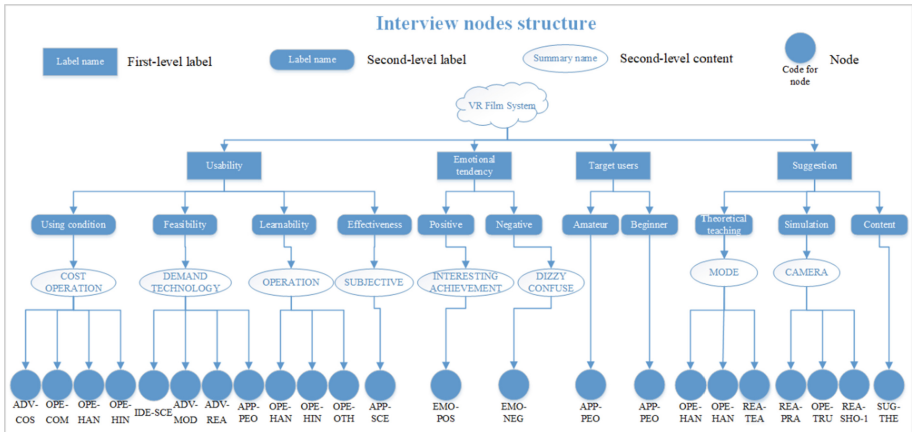 Interview nodes structure
Label name
First-level label
Label name
Second-level label
Summary name
Second-level content
Code for
node
Node
VR Film System
Usability
Emotional
tendency
Target users
Suggestion
Using condition
Feasibility
Learnability
Effectiveness
Positive
Negative
Amateur
Beginner
Theoretical
teaching
Simulation
Content
COST
OPERATION
DEMAND
TECHNOLOGY
OPERATION
SUBJECTIVE
INTERESTING
ACHIEVEMENT
DIZZY
CONFUSE
MODE
CAMERA
ADV-
COS
OPE-
COM
OPE-
HAN
OPE-
HIN
IDE-SCE
ADV-
MOD
ADV-
REA
APP-
PEO
OPE-
HAN
OPE-
HIN
OPE-
OTH
APP-
SCE
EMO-
POS
EMO-
NEG
APP-
PEO
APP-
PEO
OPE-
HAN
OPE-
HAN
REA-
TEA
REA-
PRA
OPE-
TRU
REA-
SHO-1
SUG-
THE